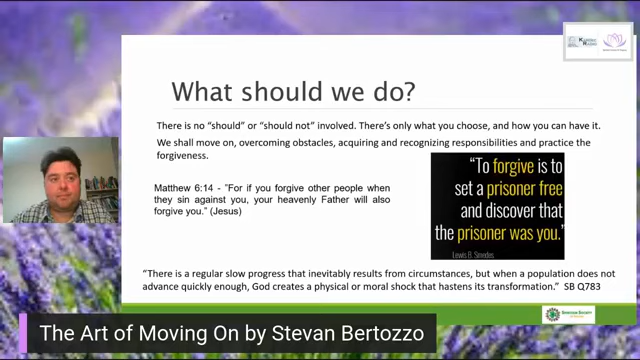 What should we do?
There is no “should” or “should not” involved. There’s only what you choose, and how you can have it.
We shall move on, overcoming obstacles, acquiring and recognizing responsibilities and practice the
forgiveness.
Matthew 6:14 - "For if you forgive other people when
they sin against you, your heavenly Father will also
forgive you." (Jesus)
“To forgive is to
set a prisoner free
and discover that
the prisoner was you.”
Lewis B. Smedes
“There is a regular slow progress that inevitably results from circumstances, but when a population does not
advance quickly enough, God creates a physical or moral shock that hastens its transformation.” SB Q783
The Art of Moving On by Stevan Bertozzo